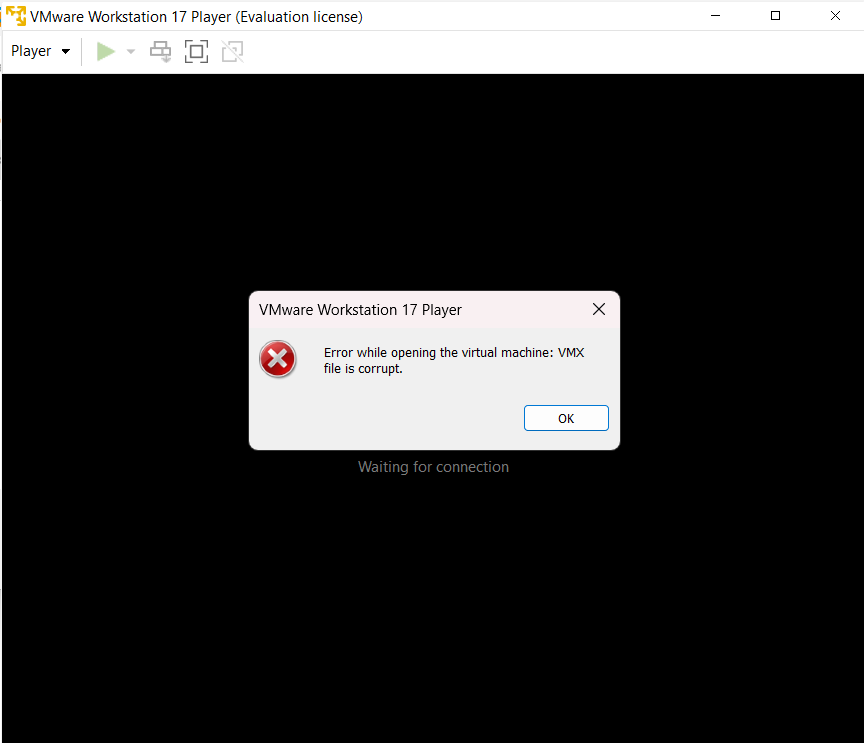 VMware Workstation 17 Player (Evaluation license)
Player
VMware Workstation 17 Player
Error while opening the virtual machine: VMX
file is corrupt.
OK
Waiting for connection